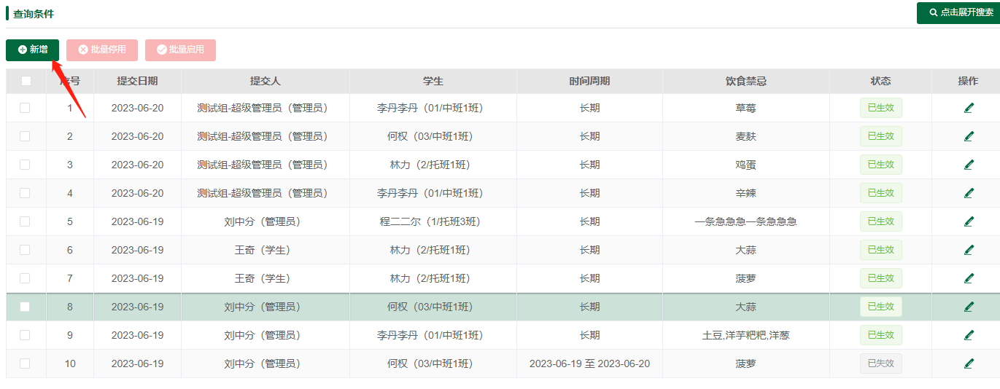 查询条件
点击展开搜索
新增 批量停用 批量启用
序号 提交日期 提交人 学生 时间周期 饮食禁忌 状态 操作
1 2023-06-20 测试组-超级管理员（管理员） 李丹李丹（01/中班1班） 长期 草莓 已生效
2 2023-06-20 测试组-超级管理员（管理员） 何权（03/中班1班） 长期 麦麸 已生效
3 2023-06-20 测试组-超级管理员（管理员） 林力（2/托班1班） 长期 鸡蛋 已生效
4 2023-06-20 测试组-超级管理员（管理员） 李丹李丹（01/中班1班） 长期 辛辣 已生效
5 2023-06-19 刘中分（管理员） 程二二尔（1/托班3班） 长期 一条急急急一条急急急 已生效
6 2023-06-19 王奇（学生） 林力（2/托班1班） 长期 大蒜 已生效
7 2023-06-19 王奇（学生） 林力（2/托班1班） 长期 菠萝 已生效
8 2023-06-19 刘中分（管理员） 何权（03/中班1班） 长期 大蒜 已生效
9 2023-06-19 刘中分（管理员） 李丹李丹（01/中班1班） 长期 土豆,洋芋粑粑,洋葱 已生效
10 2023-06-19 刘中分（管理员） 何权（03/中班1班） 2023-06-19 至 2023-06-20 菠萝 已失效